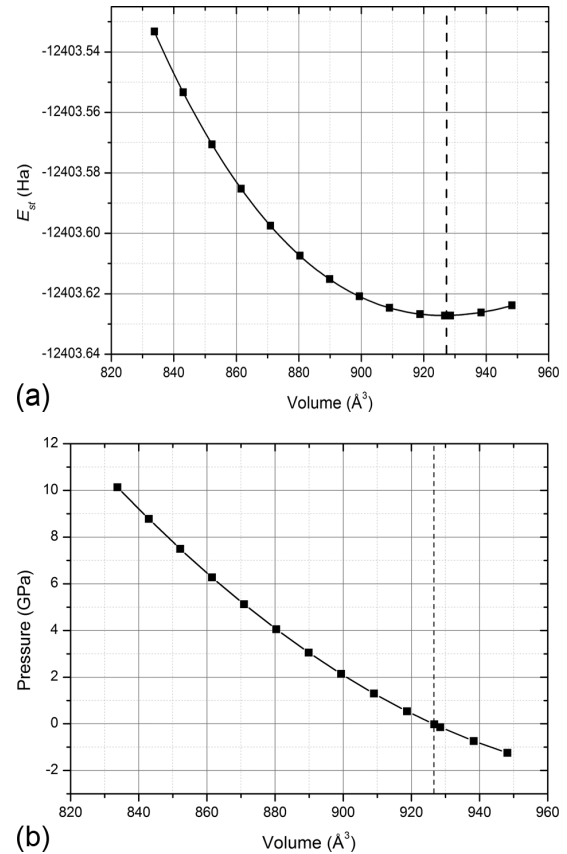 -12403.54
-12403.56
-12403.58
-12403.60
-12403.62
-12403.64
E_st (Ha)
820 840 860 880 900 920 940 960
Volume (Å³)
(a)
12
10
8
6
4
2
0
-2
Pressure (GPa)
820 840 860 880 900 920 940 960
Volume (Å³)
(b)